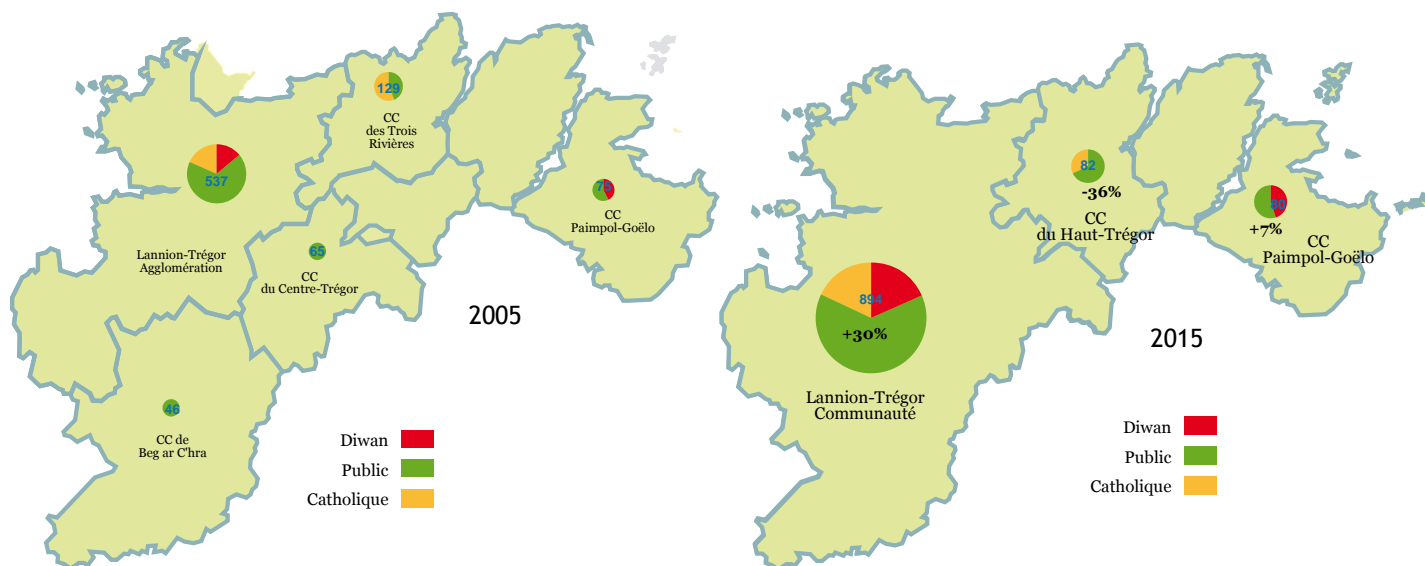 129
CC
des Trois
Rivières
537
75
CC
Paimpol-Goëlo
Lannion-Trégor
Agglomération
65
CC
du Centre-Trégor
2005
46
CC de
Beg ar C'hra
Diwan
Public
Catholique
82
-36%
CC
du Haut-Trégor
80
+7%
CC
Paimpol-Goëlo
894
+30%
2015
Lannion-Trégor
Communauté
Diwan
Public
Catholique